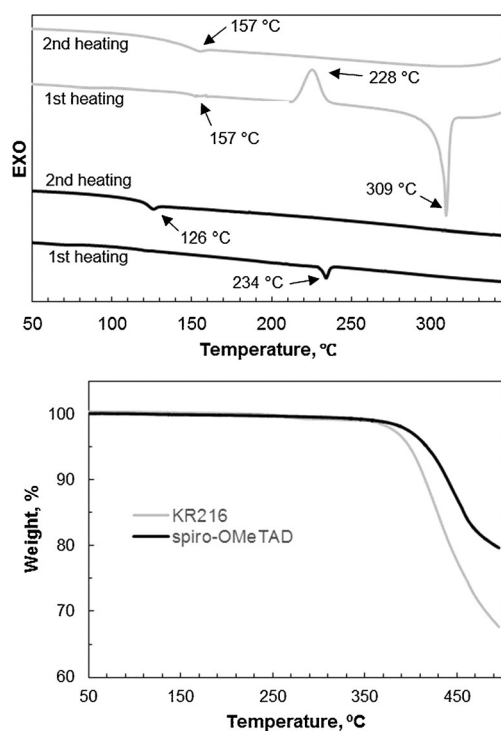 157 °C
2nd heating
228 °C
1st heating
157 °C
EXO
309 °C
2nd heating
126 °C
1st heating
234 °C
50 100 150 200 250 300
Temperature, ℃
100
90
80
70
60
Weight, %
KR216
spiro-OMeTAD
50 150 250 350 450
Temperature, ºC